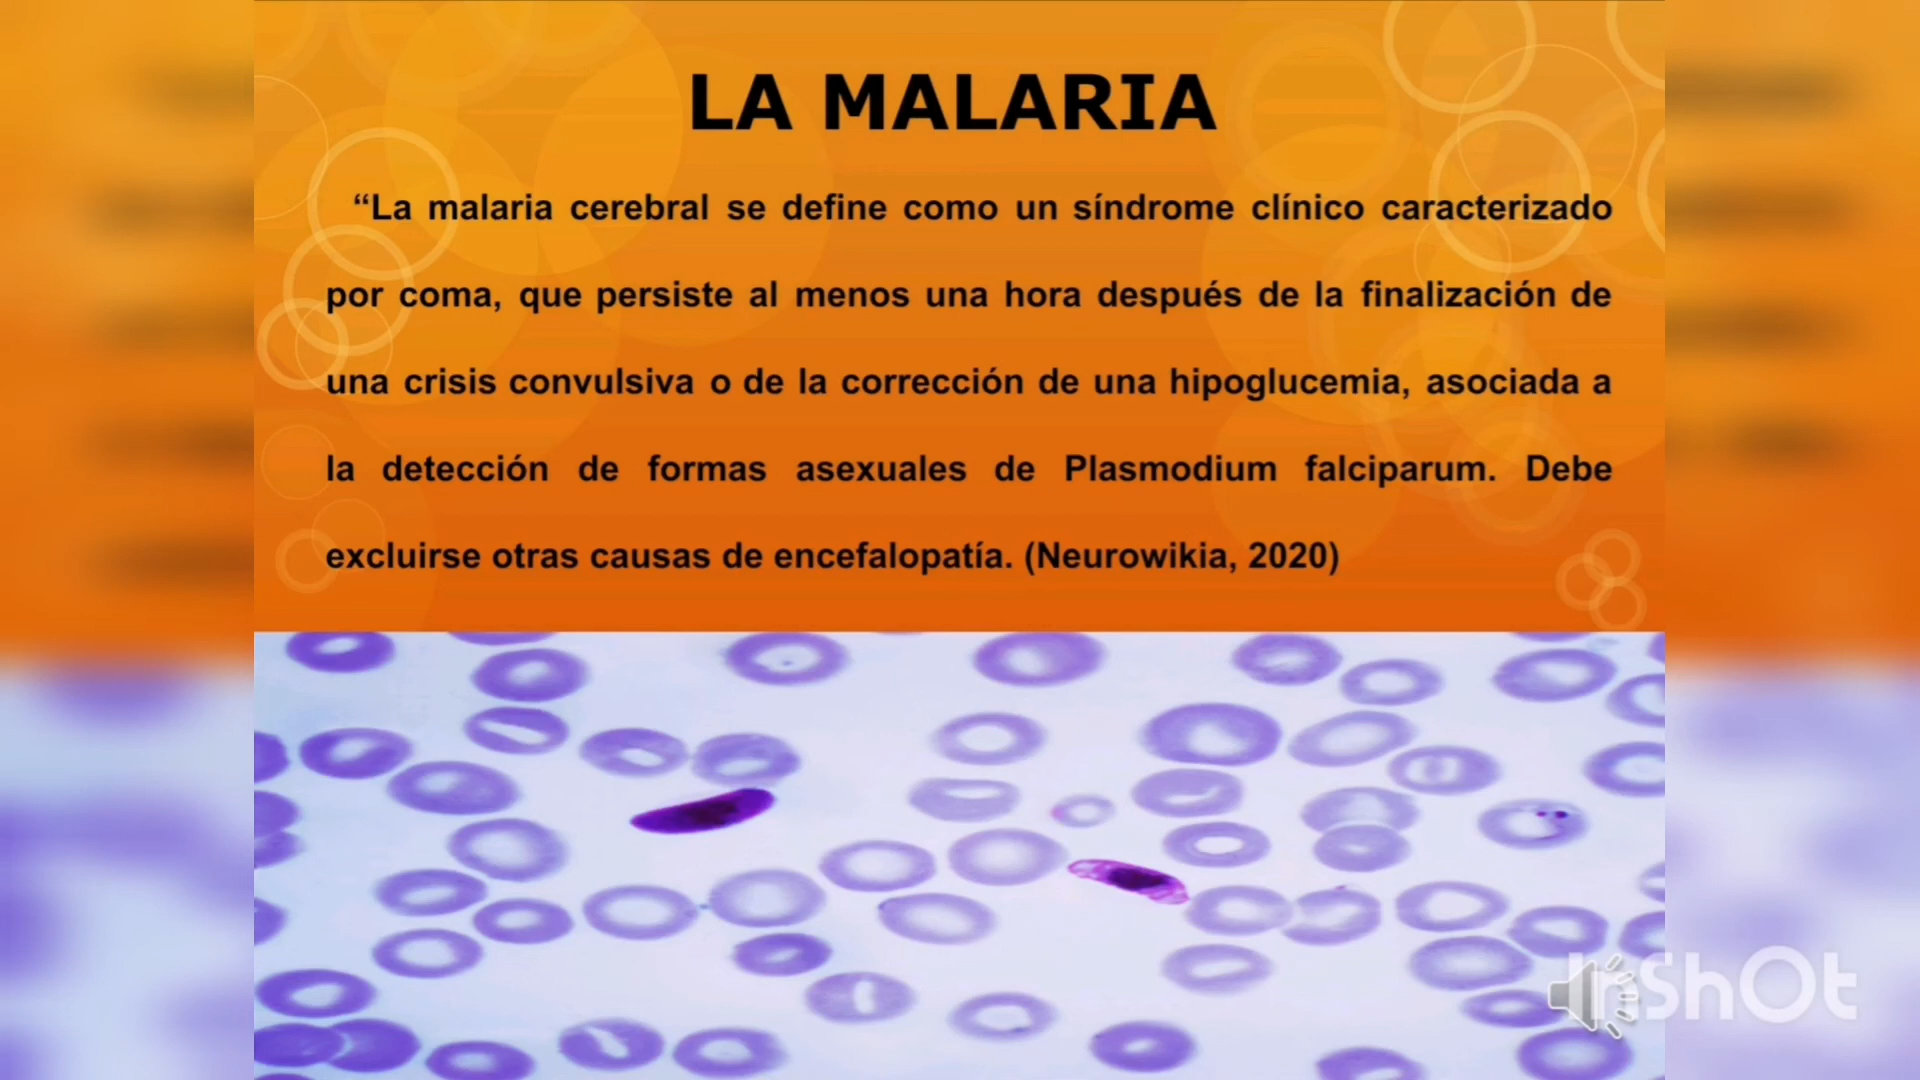 LA MALARIA
“La malaria cerebral se define como un síndrome clínico caracterizado
por coma, que persiste al menos una hora después de la finalización de
una crisis convulsiva o de la corrección de una hipoglucemia, asociada a
la detección de formas asexuales de Plasmodium falciparum. Debe
excluirse otras causas de encefalopatía. (Neurowikia, 2020)
InShOt